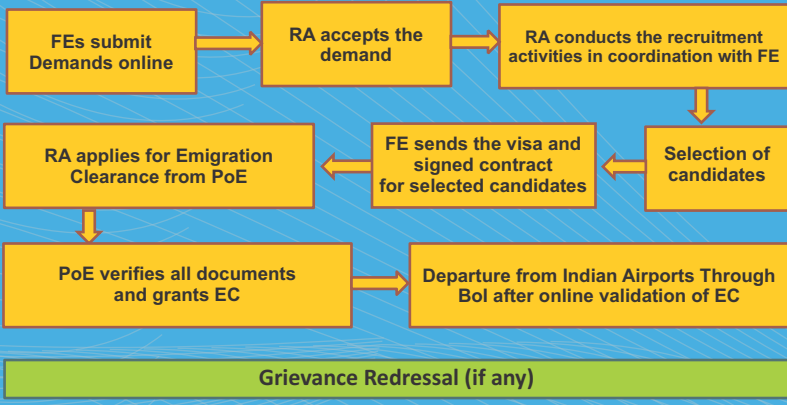 FEs submit
Demands online
RA accepts the
demand
RA conducts the recruitment
activities in coordination with FE
Selection of
candidates
FE sends the visa and
signed contract
for selected candidates
RA applies for Emigration
Clearance from PoE
PoE verifies all documents
and grants EC
Departure from Indian Airports Through
BoI after online validation of EC
Grievance Redressal (if any)